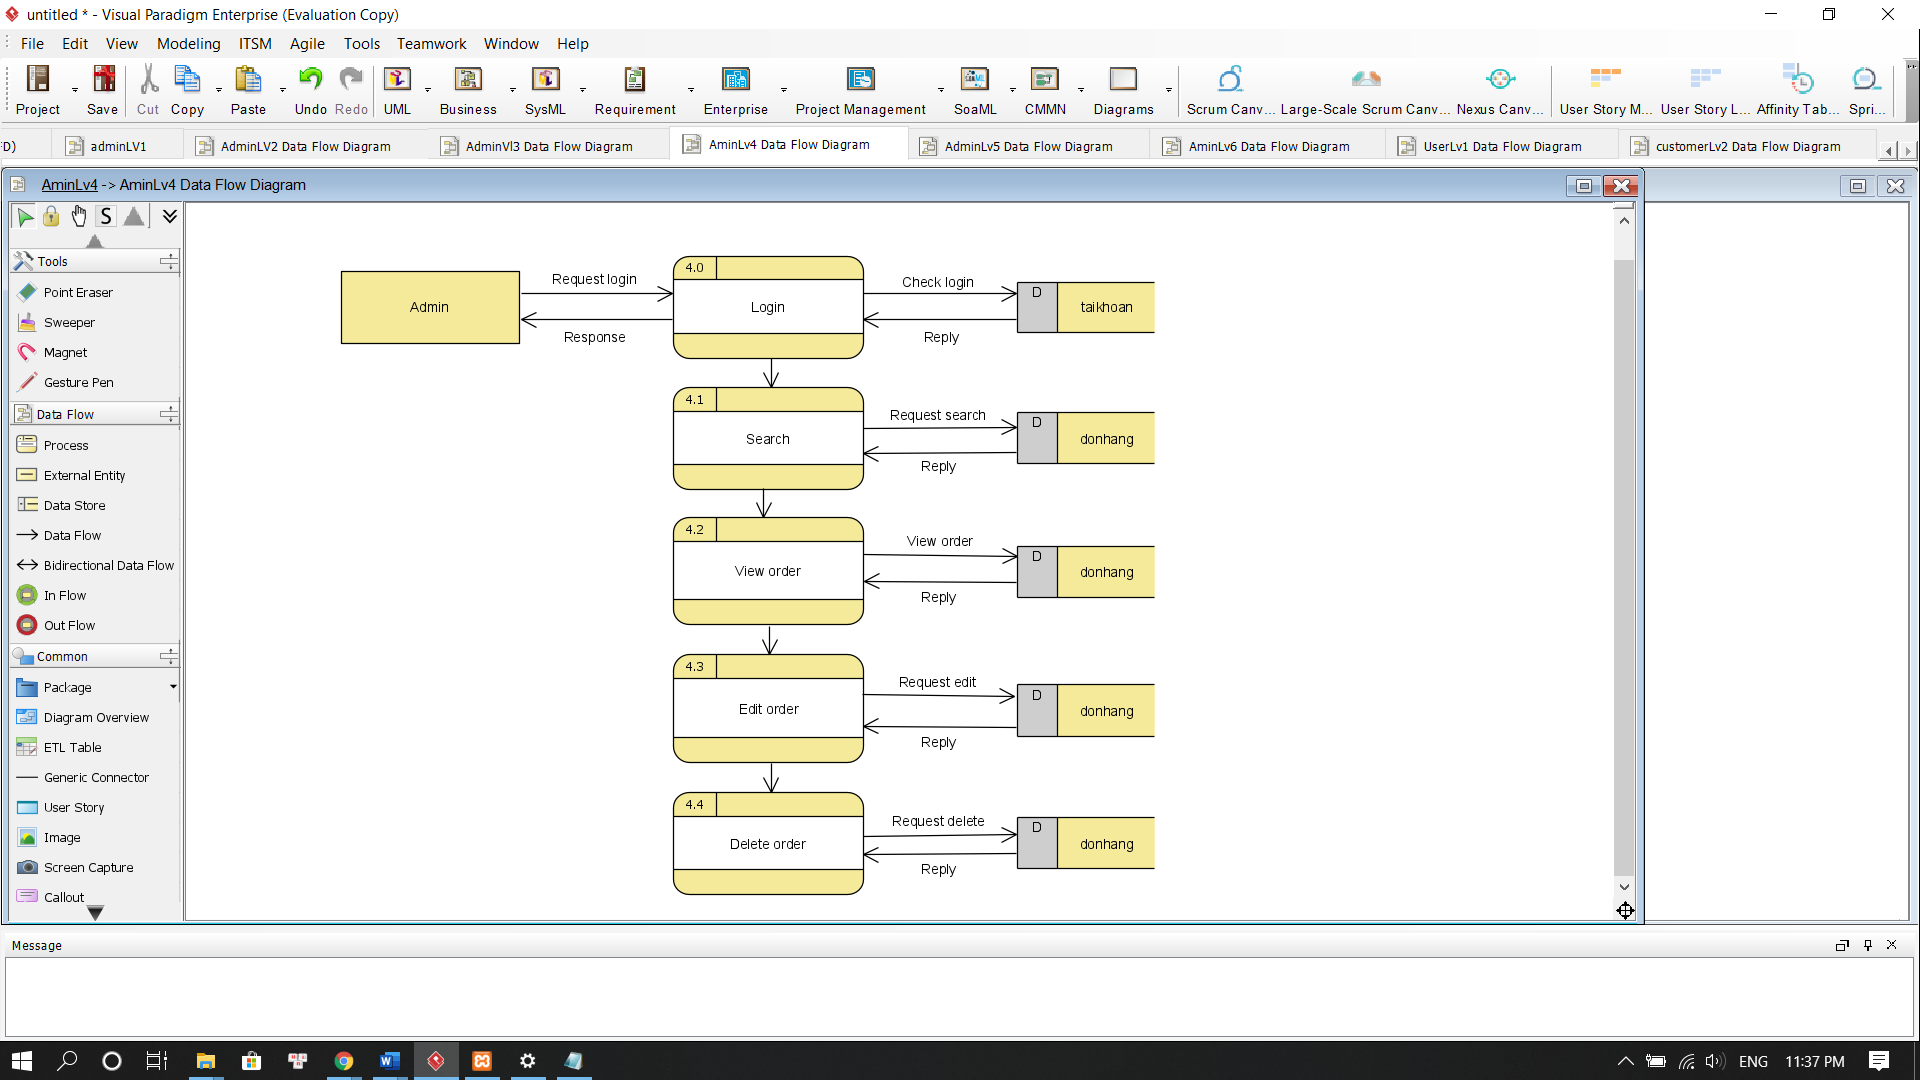 untitled * - Visual Paradigm Enterprise (Evaluation Copy)
File Edit View Modeling ITSM Agile Tools Teamwork Window Help
Project Save Cut Copy Paste Undo Redo UML Business SysML Requirement Enterprise Project Management SoaML CMMN Diagrams Scrum Canv... Large-Scale Scrum Canv... Nexus Canv... User Story M... User Story L... Affinity Tab... Spri...
D) adminLV1 AdminLV2 Data Flow Diagram AdminVl3 Data Flow Diagram AminLv4 Data Flow Diagram AdminLv5 Data Flow Diagram AminLv6 Data Flow Diagram UserLv1 Data Flow Diagram customerLv2 Data Flow Diagram
AminLv4 -> AminLv4 Data Flow Diagram
S
Tools
Point Eraser
Sweeper
Magnet
Gesture Pen
Data Flow
Process
External Entity
Data Store
Data Flow
Bidirectional Data Flow
In Flow
Out Flow
Common
Package
Diagram Overview
ETL Table
Generic Connector
User Story
Image
Screen Capture
Callout
Admin
Request login
Response
4.0
Login
Check login
Reply
D
taikhoan
4.1
Search
Request search
Reply
D
donhang
4.2
View order
View order
Reply
D
donhang
4.3
Edit order
Request edit
Reply
D
donhang
4.4
Delete order
Request delete
Reply
D
donhang
Message
ENG 11:37 PM